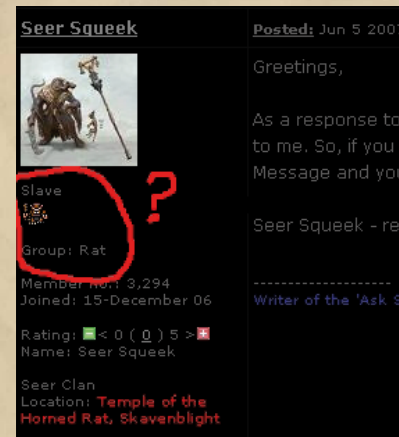 Seer Squeek
Posted: Jun 5 2007
Greetings,
As a response to
to me. So, if you
Message and you
Slave
?
Group: Rat
Seer Squeek - re
Member No.: 3,294
Joined: 15-December 06
--------------------
Writer of the 'Ask S
Rating: < 0 ( 0 ) 5 >
Name: Seer Squeek
Seer Clan
Location: Temple of the
Horned Rat, Skavenblight